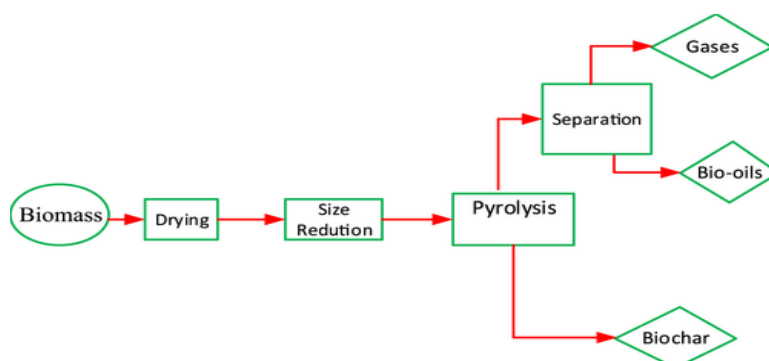 Gases
Separation
Bio-oils
Biomass
Drying
Size
Redution
Pyrolysis
Biochar